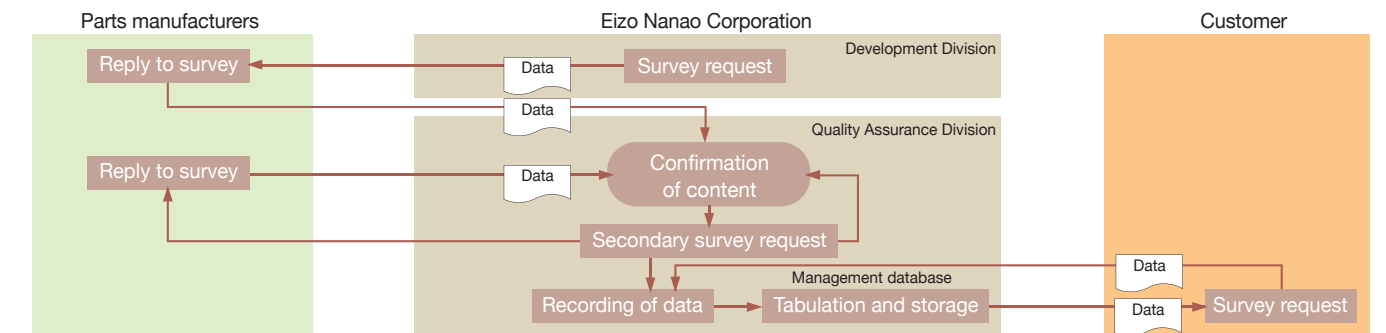 Parts manufacturers
Eizo Nanao Corporation
Customer
Development Division
Reply to survey
Data
Survey request
Data
Quality Assurance Division
Reply to survey
Data
Confirmation
of content
Secondary survey request
Management database
Data
Recording of data
Tabulation and storage
Data
Survey request